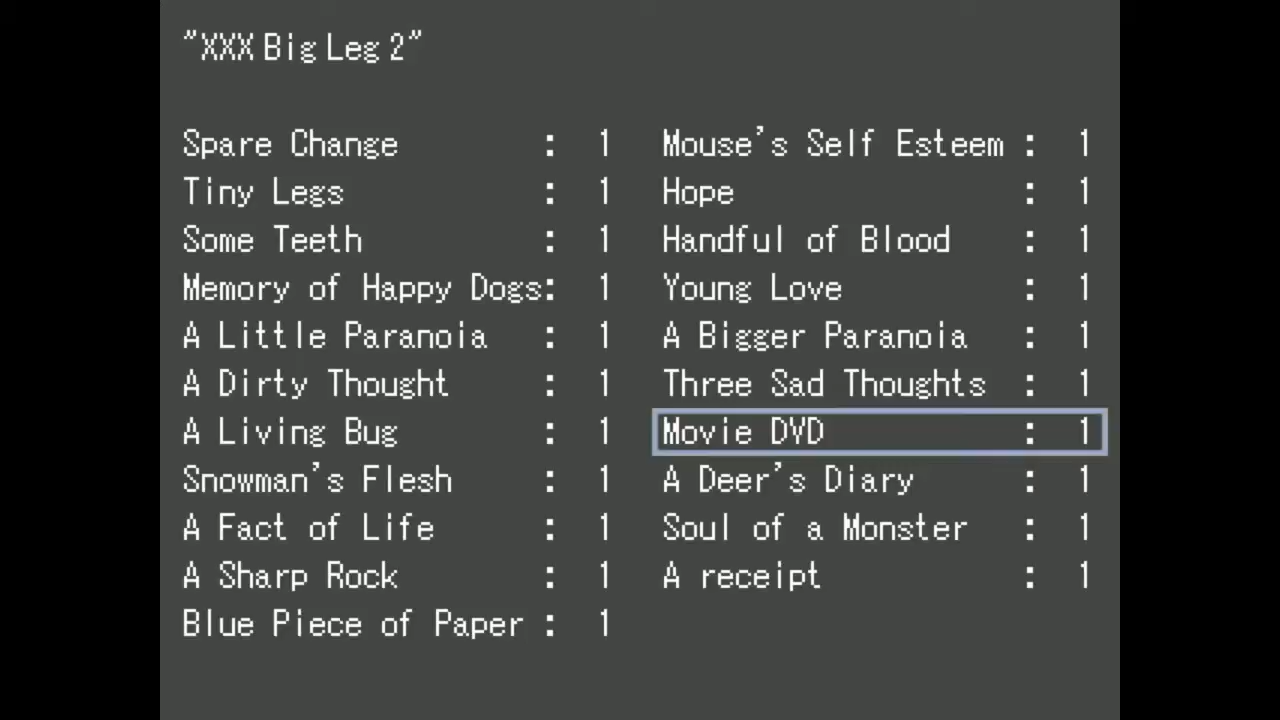 "XXX Big Leg 2"
Spare Change : 1 Mouse's Self Esteem : 1
Tiny Legs : 1 Hope : 1
Some Teeth : 1 Handful of Blood : 1
Memory of Happy Dogs: 1 Young Love : 1
A Little Paranoia : 1 A Bigger Paranoia : 1
A Dirty Thought : 1 Three Sad Thoughts : 1
A Living Bug : 1 Movie DVD : 1
Snowman's Flesh : 1 A Deer's Diary : 1
A Fact of Life : 1 Soul of a Monster : 1
A Sharp Rock : 1 A receipt : 1
Blue Piece of Paper : 1